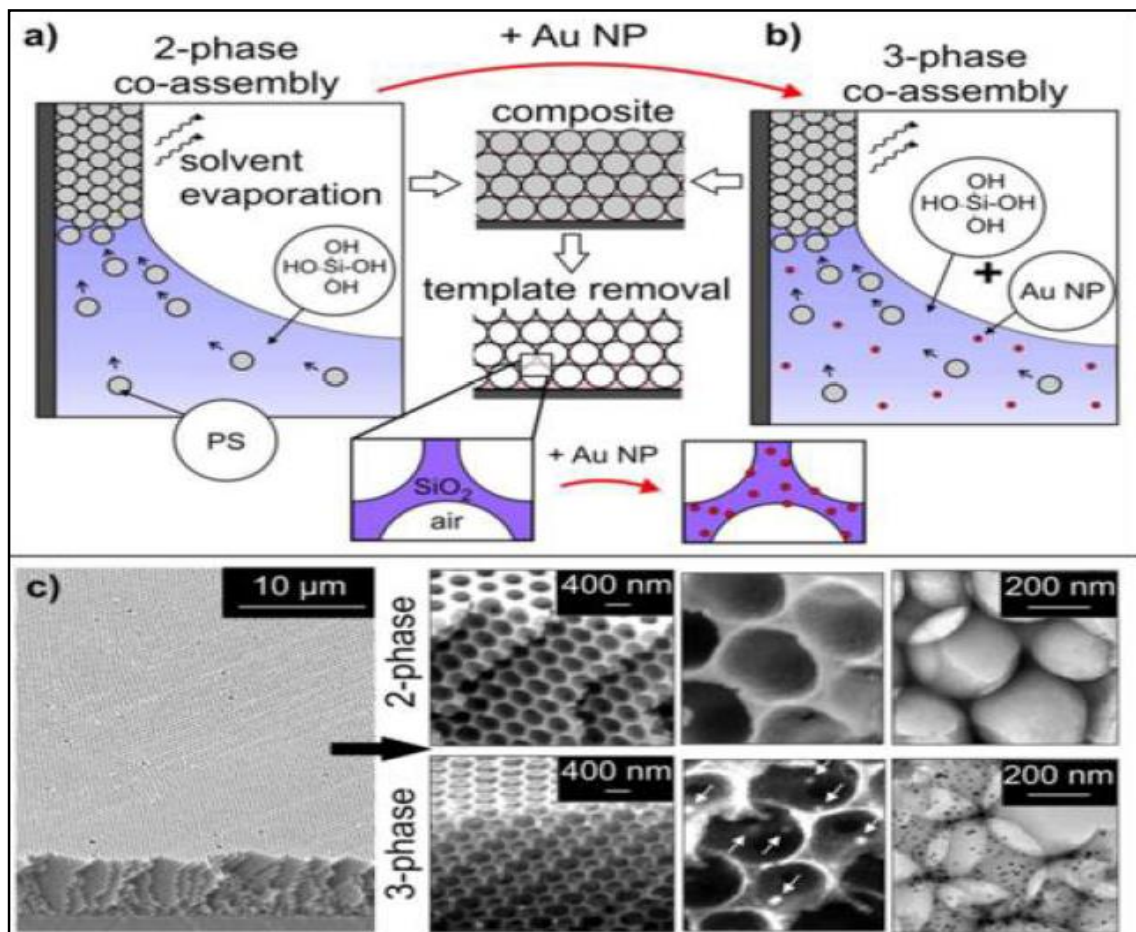 a)
2-phase
co-assembly
+ Au NP
b)
3-phase
co-assembly
solvent
evaporation
OH
HO-Si-OH
OH
PS
composite
template removal
OH
HO-Si-OH
OH
+
Au NP
SiO₂
air
+ Au NP
c)
10 µm
2-phase
400 nm
200 nm
3-phase
400 nm
200 nm